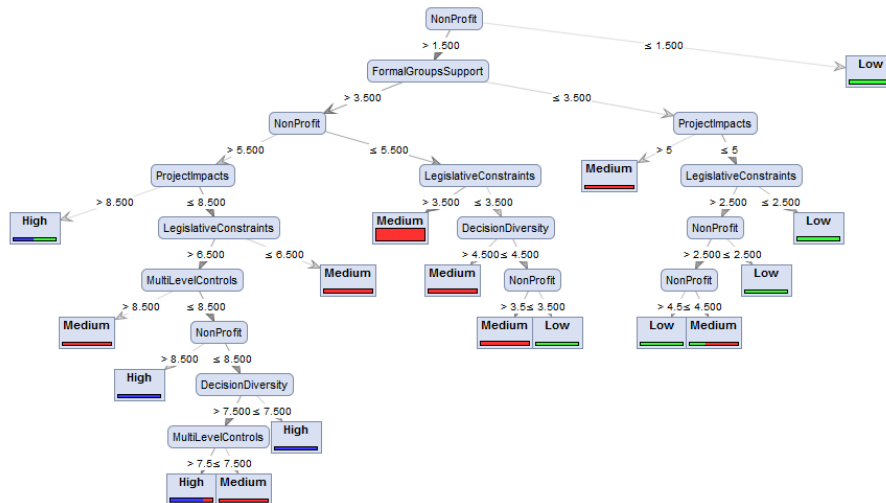 NonProfit
> 1.500 ≤ 1.500
FormalGroupsSupport Low
> 3.500 ≤ 3.500
NonProfit ProjectImpacts
> 5.500 ≤ 5.500 > 5 ≤ 5
ProjectImpacts LegislativeConstraints Medium LegislativeConstraints
> 8.500 ≤ 8.500 > 3.500 ≤ 3.500 > 2.500 ≤ 2.500
High LegislativeConstraints Medium DecisionDiversity NonProfit Low
> 6.500 ≤ 6.500 > 4.500 ≤ 4.500 > 2.500 ≤ 2.500
MultiLevelControls Medium Medium NonProfit NonProfit Low
> 8.500 ≤ 8.500 > 3.5 ≤ 3.500 > 4.5 ≤ 4.500
Medium NonProfit Medium Low Low Medium
> 8.500 ≤ 8.500
High DecisionDiversity
> 7.500 ≤ 7.500
MultiLevelControls High
> 7.5 ≤ 7.500
High Medium